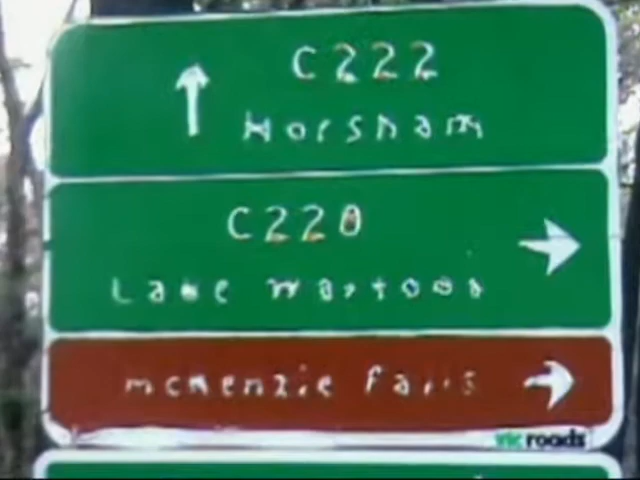 C222
Horsham
C220
Lake Wartook
McKenzie Falls
vicroads